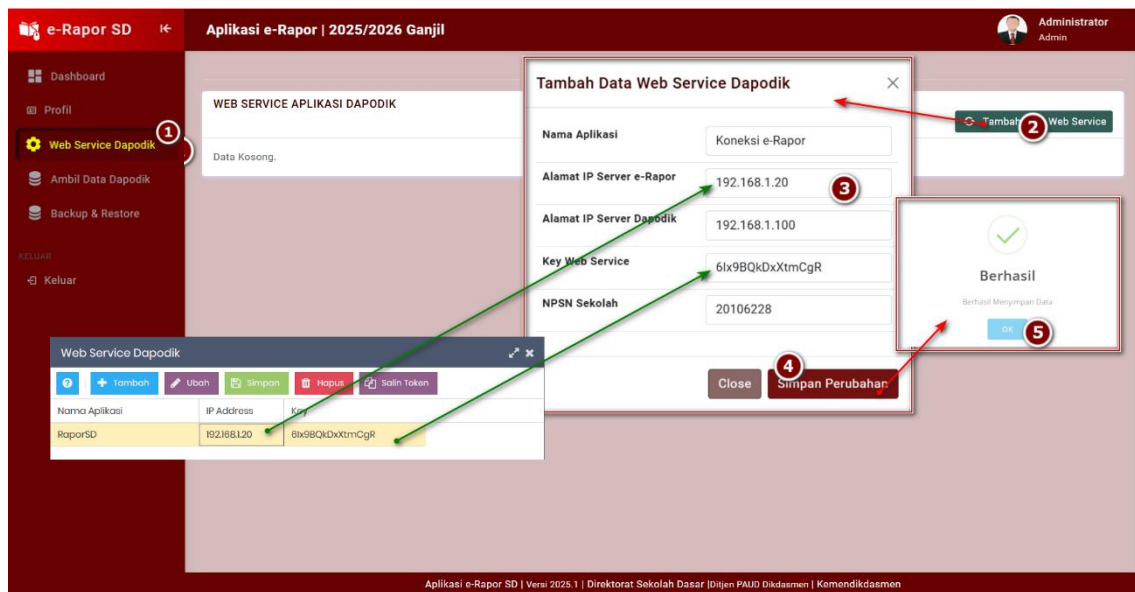 e-Rapor SD
Aplikasi e-Rapor | 2025/2026 Ganjil
Administrator
Admin
Dashboard
Profil
Web Service Dapodik
1
Ambil Data Dapodik
Backup & Restore
KELUAR
Keluar
WEB SERVICE APLIKASI DAPODIK
Tambah Web Service
2
Data Kosong.
Tambah Data Web Service Dapodik
Nama Aplikasi
Koneksi e-Rapor
Alamat IP Server e-Rapor
192.168.1.20
3
Alamat IP Server Dapodik
192.168.1.100
Key Web Service
6Ix9BQkDxXtmCgR
NPSN Sekolah
20106228
4
Close
Simpan Perubahan
Berhasil
Berhasil Menyimpan Data
OK
5
Web Service Dapodik
Tambah
Ubah
Simpan
Hapus
Salin Token
Nama Aplikasi IP Address Key
RaporSD 192.168.1.20 6Ix9BQkDxXtmCgR
Aplikasi e-Rapor SD | Versi 2025.1 | Direktorat Sekolah Dasar |Ditjen PAUD Dikdasmen | Kemendikdasmen